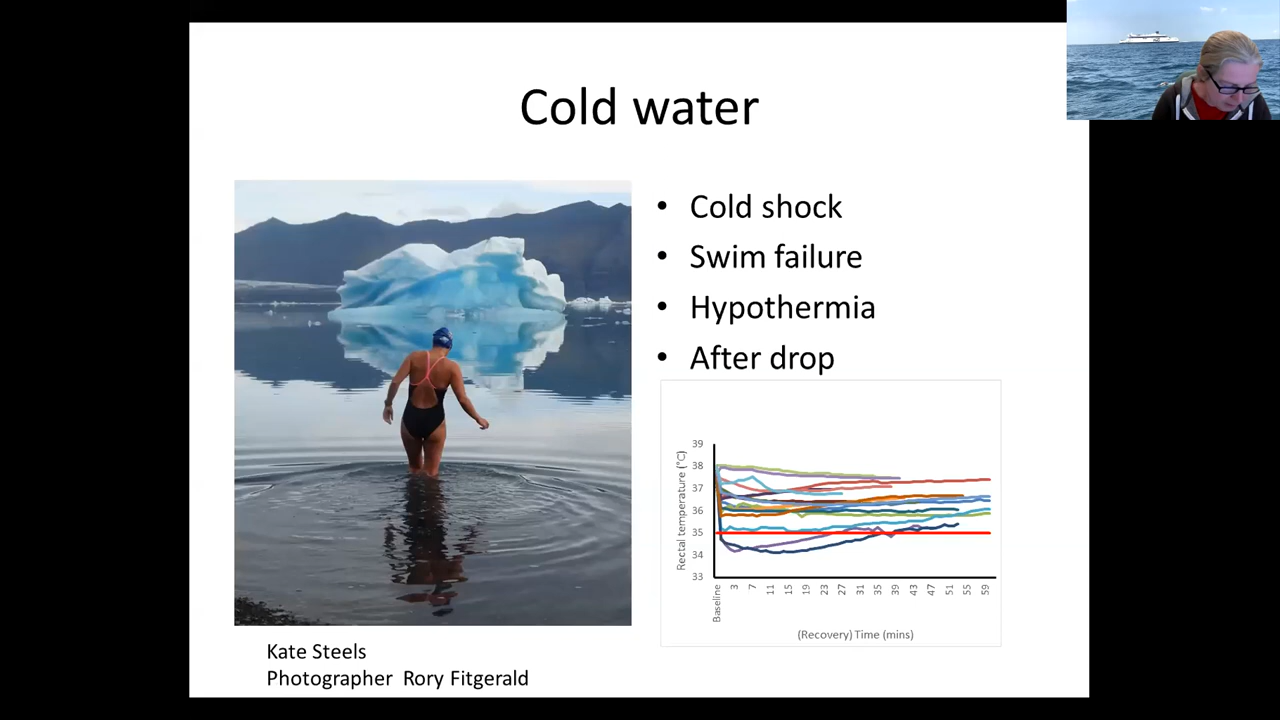 Cold water
• Cold shock
• Swim failure
• Hypothermia
• After drop
39
38
37
36
35
34
33
Rectal temperature (°C)
Baseline 3 7 11 15 19 23 27 31 35 39 43 47 51 55 59
(Recovery) Time (mins)
Kate Steels
Photographer Rory Fitzgerald